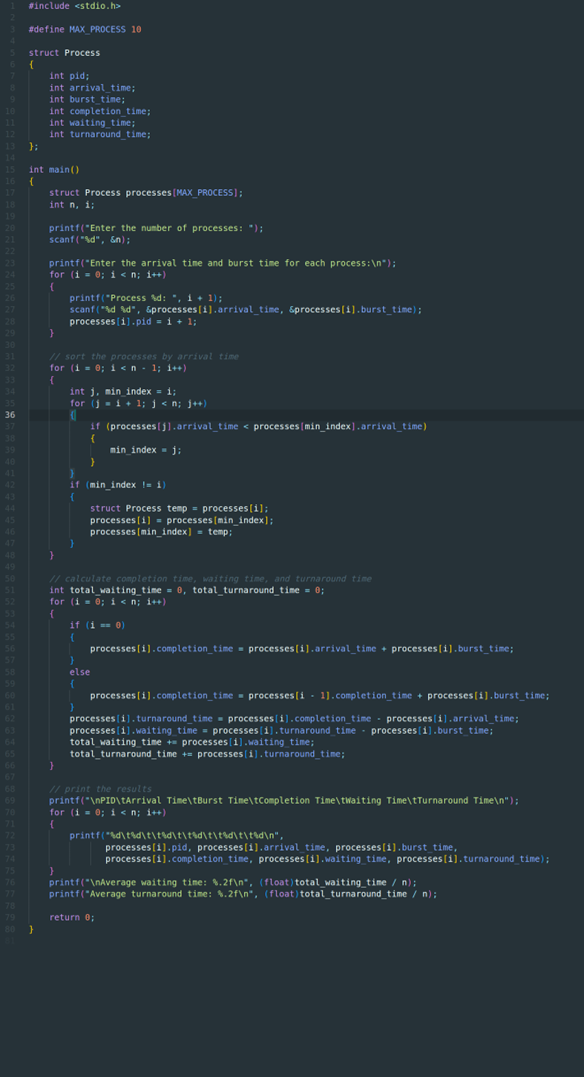 1 #include <stdio.h>
2
3 #define MAX_PROCESS 10
4
5 struct Process
6 {
7     int pid;
8     int arrival_time;
9     int burst_time;
10     int completion_time;
11     int waiting_time;
12     int turnaround_time;
13 };
14
15 int main()
16 {
17     struct Process processes[MAX_PROCESS];
18     int n, i;
19
20     printf("Enter the number of processes: ");
21     scanf("%d", &n);
22
23     printf("Enter the arrival time and burst time for each process:\n");
24     for (i = 0; i < n; i++)
25     {
26         printf("Process %d: ", i + 1);
27         scanf("%d %d", &processes[i].arrival_time, &processes[i].burst_time);
28         processes[i].pid = i + 1;
29     }
30
31     // sort the processes by arrival time
32     for (i = 0; i < n - 1; i++)
33     {
34         int j, min_index = i;
35         for (j = i + 1; j < n; j++)
36         {
37             if (processes[j].arrival_time < processes[min_index].arrival_time)
38             {
39                 min_index = j;
40             }
41         }
42         if (min_index != i)
43         {
44             struct Process temp = processes[i];
45             processes[i] = processes[min_index];
46             processes[min_index] = temp;
47         }
48     }
49
50     // calculate completion time, waiting time, and turnaround time
51     int total_waiting_time = 0, total_turnaround_time = 0;
52     for (i = 0; i < n; i++)
53     {
54         if (i == 0)
55         {
56             processes[i].completion_time = processes[i].arrival_time + processes[i].burst_time;
57         }
58         else
59         {
60             processes[i].completion_time = processes[i - 1].completion_time + processes[i].burst_time;
61         }
62         processes[i].turnaround_time = processes[i].completion_time - processes[i].arrival_time;
63         processes[i].waiting_time = processes[i].turnaround_time - processes[i].burst_time;
64         total_waiting_time += processes[i].waiting_time;
65         total_turnaround_time += processes[i].turnaround_time;
66     }
67
68     // print the results
69     printf("\nPID\tArrival Time\tBurst Time\tCompletion Time\tWaiting Time\tTurnaround Time\n");
70     for (i = 0; i < n; i++)
71     {
72         printf("%d\t%d\t\t%d\t\t%d\t\t%d\t\t%d\n",
73                processes[i].pid, processes[i].arrival_time, processes[i].burst_time,
74                processes[i].completion_time, processes[i].waiting_time, processes[i].turnaround_time);
75     }
76     printf("\nAverage waiting time: %.2f\n", (float)total_waiting_time / n);
77     printf("Average turnaround time: %.2f\n", (float)total_turnaround_time / n);
78
79     return 0;
80 }
81